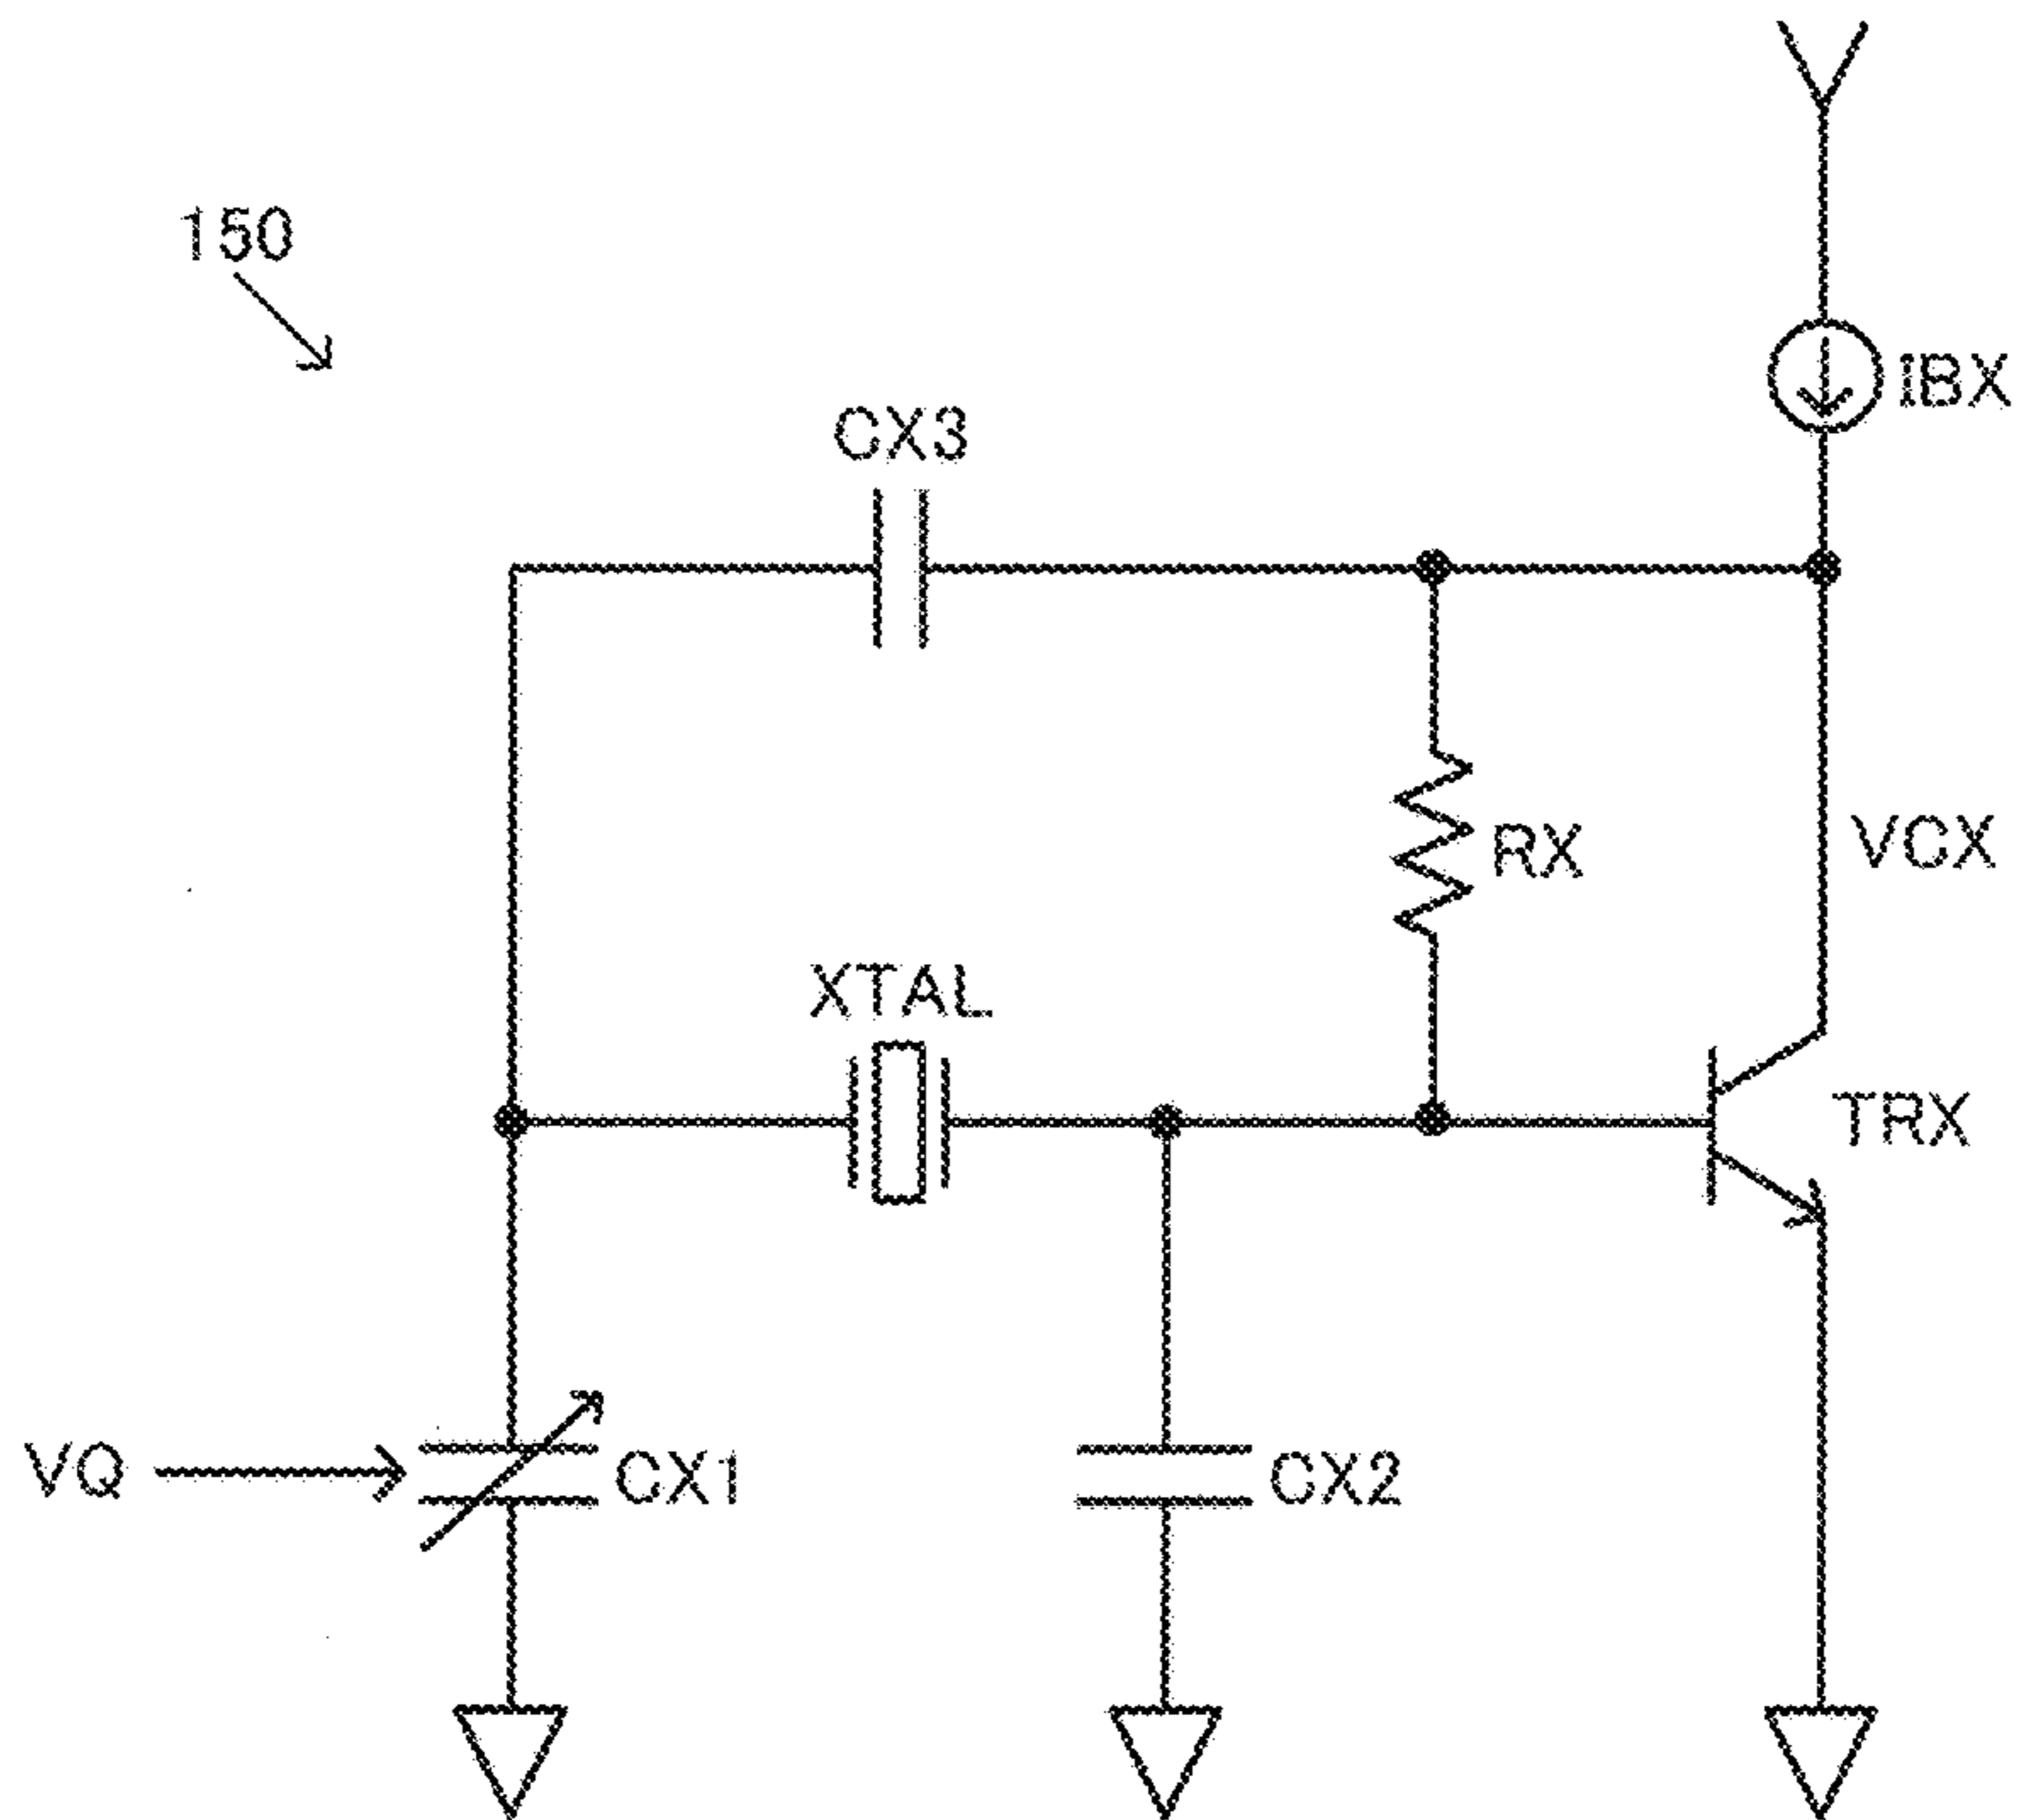 150
IBX
CX3
RX
VCX
XTAL
TRX
VQ
CX1
CX2